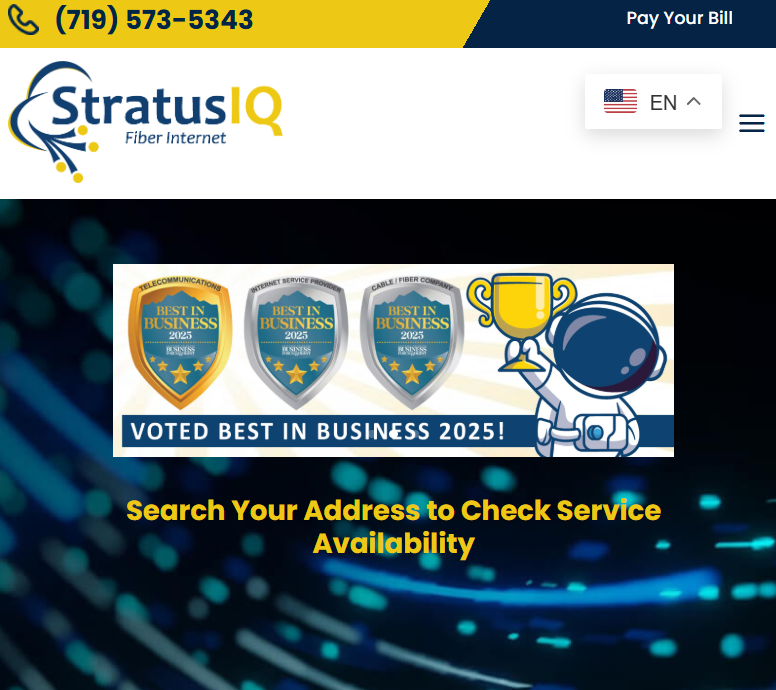 (719) 573-5343
Pay Your Bill
StratusIQ
Fiber Internet
EN
TELECOMMUNICATIONS
BEST IN
BUSINESS
2025
INTERNET SERVICE PROVIDER
BEST IN
BUSINESS
2025
CABLE / FIBER COMPANY
BEST IN
BUSINESS
2025
VOTED BEST IN BUSINESS 2025!
Search Your Address to Check Service
Availability